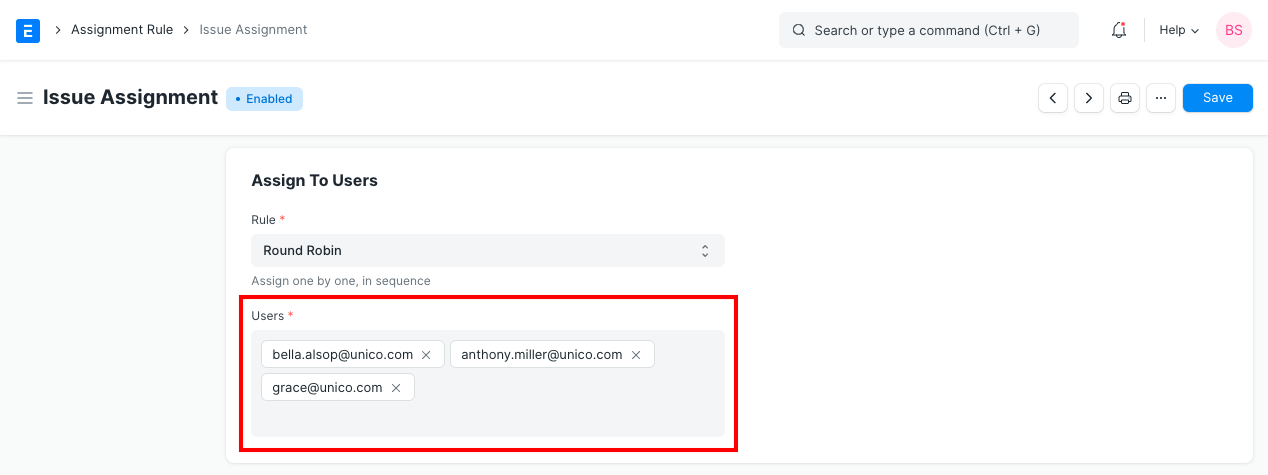 E
Assignment Rule
Issue Assignment
Search or type a command (Ctrl + G)
Help
BS
Issue Assignment
Enabled
Save
Assign To Users
Rule *
Round Robin
Assign one by one, in sequence
Users *
bella.alsop@unico.com
anthony.miller@unico.com
grace@unico.com